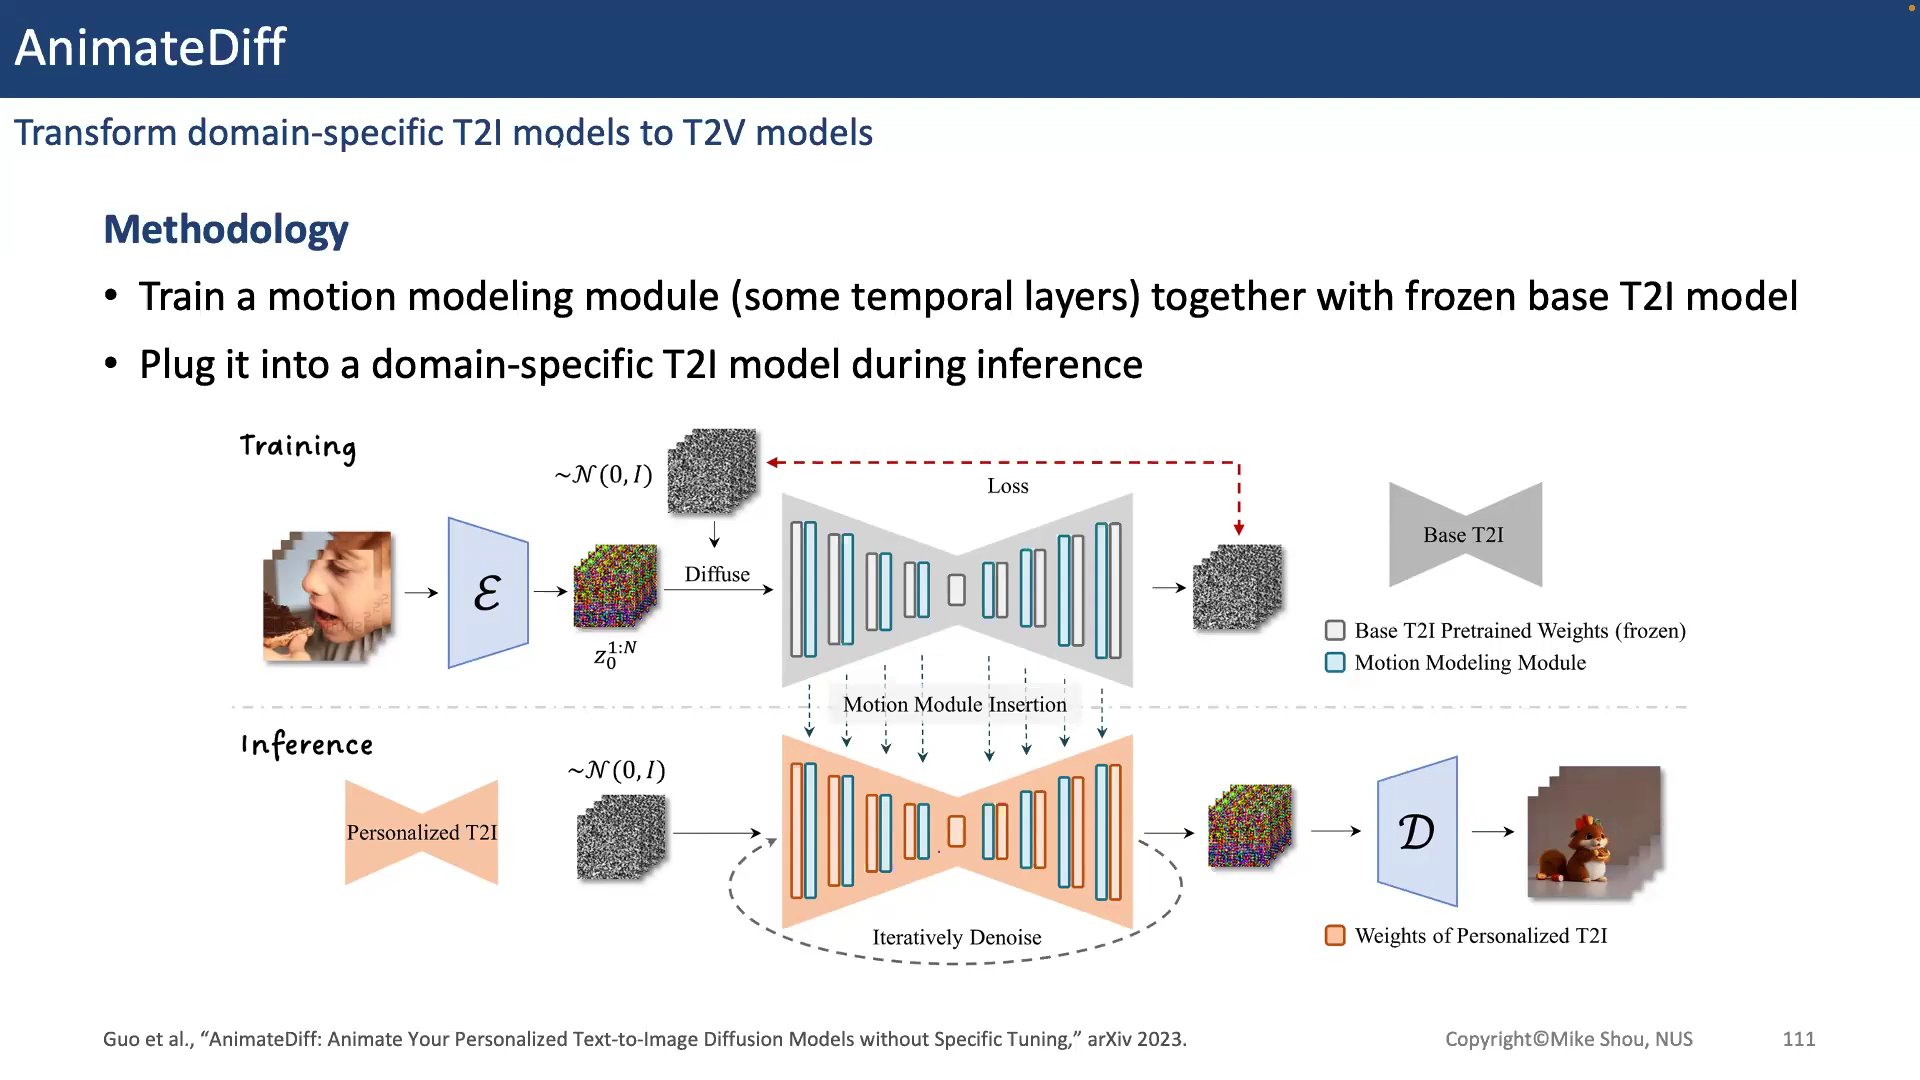 AnimateDiff
Transform domain-specific T2I models to T2V models
Methodology
• Train a motion modeling module (some temporal layers) together with frozen base T2I model
• Plug it into a domain-specific T2I model during inference
Training
~𝒩(0, I)
Loss
Base T2I
Diffuse
ℰ
z₀¹:ᴺ
Base T2I Pretrained Weights (frozen)
Motion Modeling Module
Motion Module Insertion
Inference
~𝒩(0, I)
Personalized T2I
𝒟
Iteratively Denoise
Weights of Personalized T2I
Guo et al., “AnimateDiff: Animate Your Personalized Text-to-Image Diffusion Models without Specific Tuning,” arXiv 2023.
Copyright©Mike Shou, NUS
111